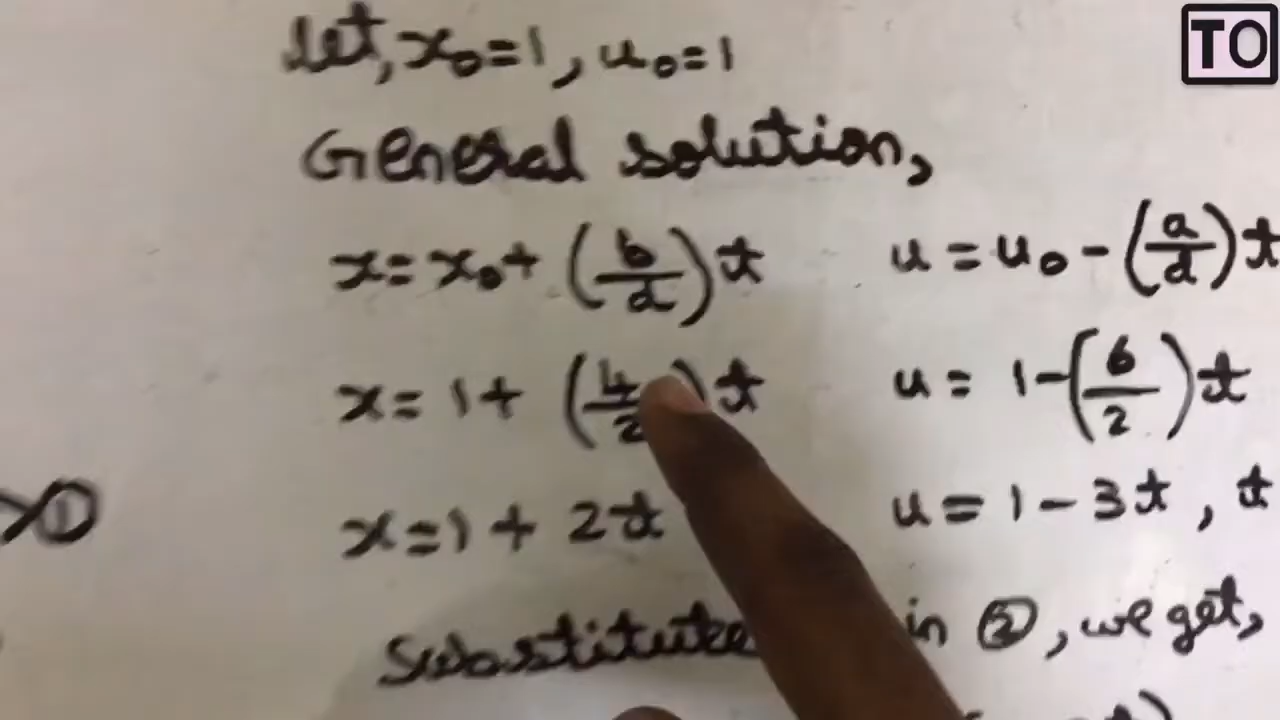 TO
Let, x₀=1, u₀=1
General solution,
x = x₀ + (b/d)t u = u₀ - (a/d)t
x = 1 + (4/2)t u = 1 - (6/2)t
x = 1 + 2t u = 1 - 3t, t
Substitute in ②, we get,